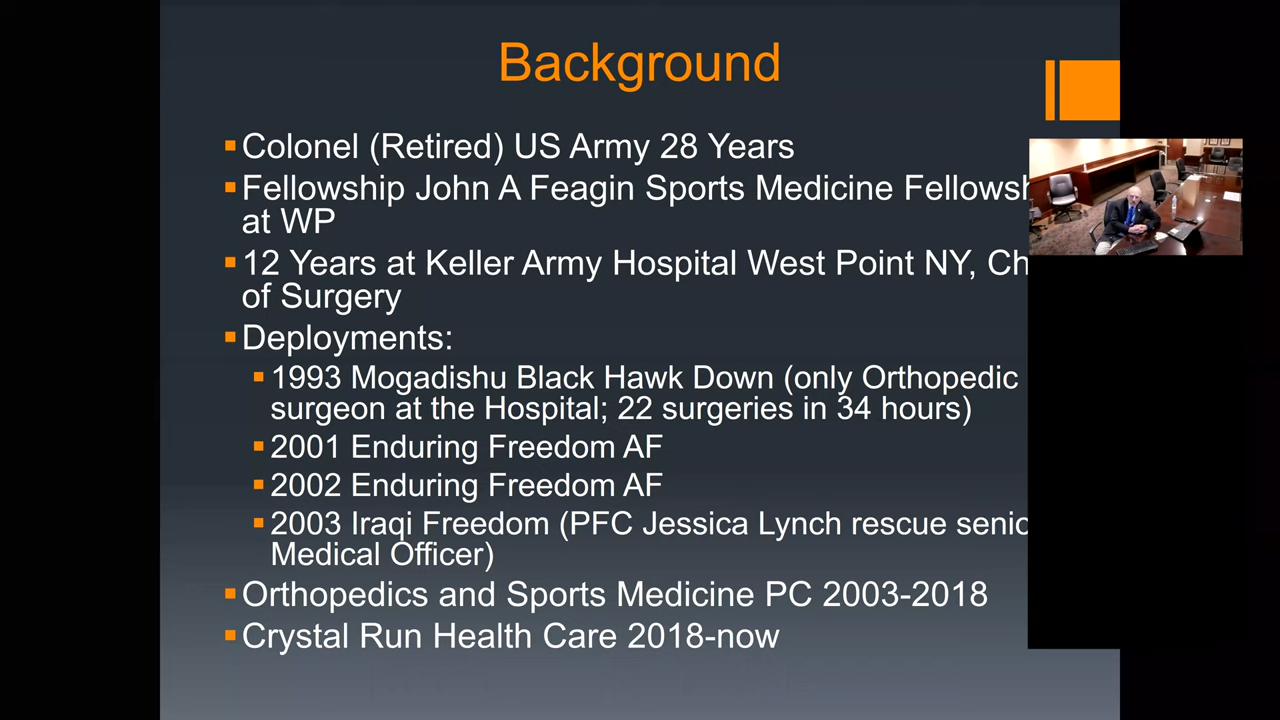 Background
Colonel (Retired) US Army 28 Years
Fellowship John A Feagin Sports Medicine
at WP
12 Years at Keller Army Hospital West Point NY,
of Surgery
Deployments:
1993 Mogadishu Black Hawk Down (only Orthopedic
surgeon at the Hospital; 22 surgeries in 34 hours)
2001 Enduring Freedom AF
2002 Enduring Freedom AF
2003 Iraqi Freedom (PFC Jessica Lynch rescue
Medical Officer)
Orthopedics and Sports Medicine PC 2003-2018
Crystal Run Health Care 2018-now